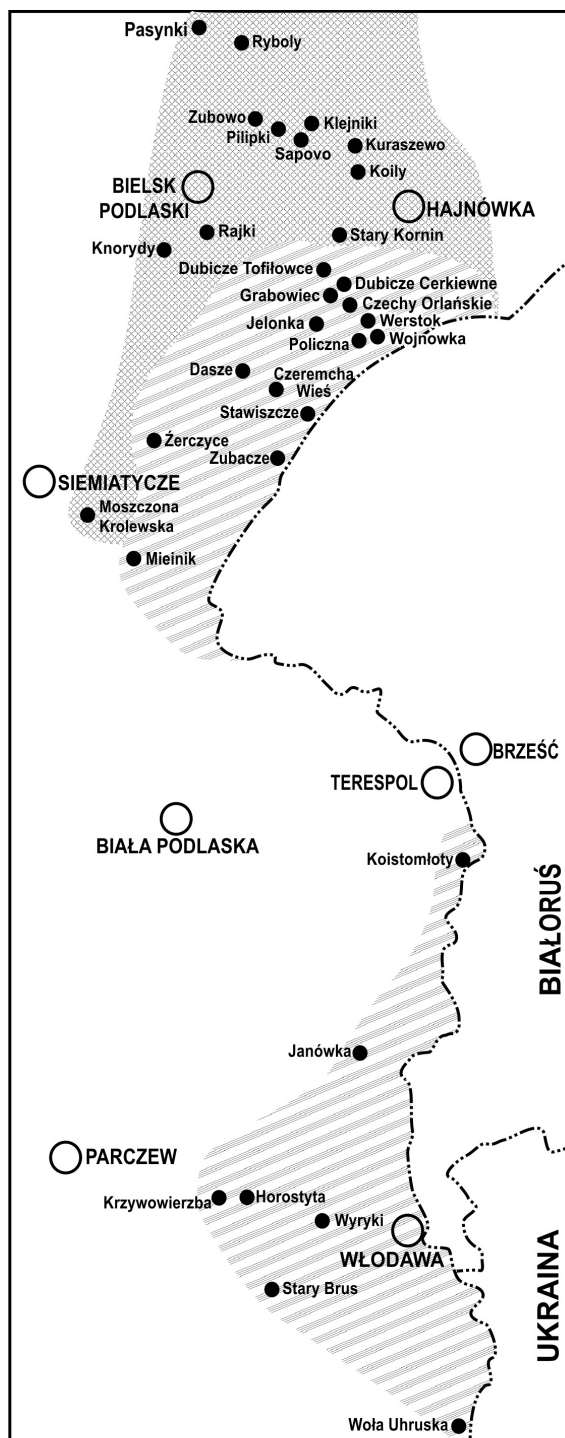 Pasynki
Ryboly
Zubowo
Klejniki
Pilipki
Sapovo
Kuraszewo
Koily
BIELSK
PODLASKI
HAJNÓWKA
Rajki
Stary Kornin
Knorydy
Dubicze Tofiłowce
Dubicze Cerkiewne
Grabowiec
Czechy Orlańskie
Jelonka
Werstok
Policzna
Wojnowka
Dasze
Czeremcha
Wieś
Stawiszcze
Żerczyce
Zubacze
SIEMIATYCZE
Moszczona
Krolewska
Mieinik
BRZEŚĆ
TERESPOL
BIAŁA PODLASKA
Koistomłoty
BIAŁORUŚ
Janówka
PARCZEW
Krzywowierzba
Horostyta
Wyryki
WŁODAWA
Stary Brus
UKRAINA
Woła Uhruska